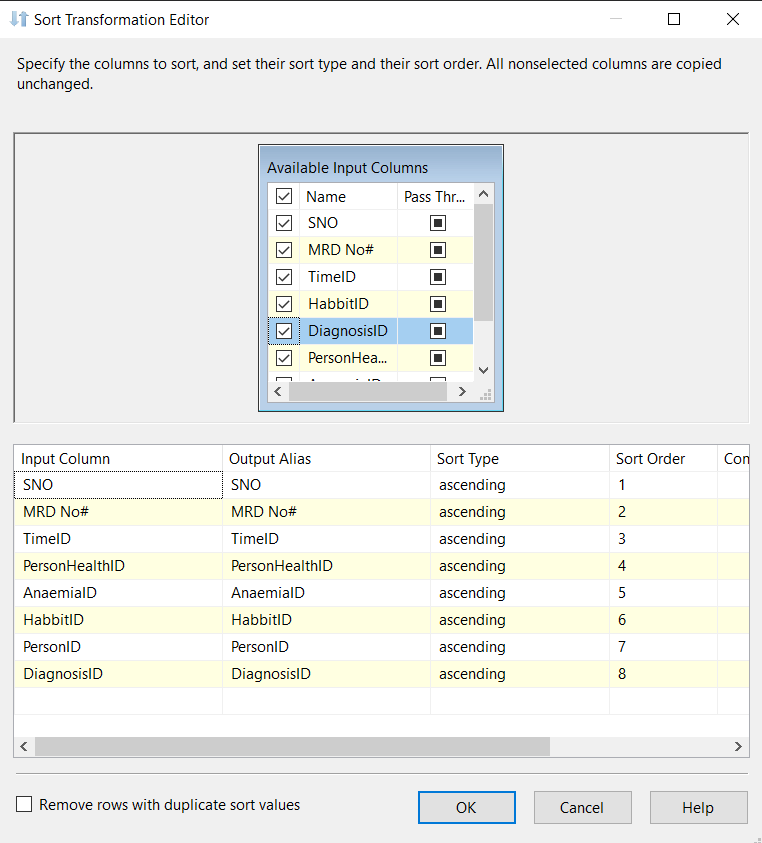 Sort Transformation Editor
Specify the columns to sort, and set their sort type and their sort order. All nonselected columns are copied
unchanged.
Available Input Columns
Name Pass Thr...
SNO
MRD No#
TimeID
HabbitID
DiagnosisID
PersonHea...
Input Column Output Alias Sort Type Sort Order Con
SNO SNO ascending 1
MRD No# MRD No# ascending 2
TimeID TimeID ascending 3
PersonHealthID PersonHealthID ascending 4
AnaemiaID AnaemiaID ascending 5
HabbitID HabbitID ascending 6
PersonID PersonID ascending 7
DiagnosisID DiagnosisID ascending 8
Remove rows with duplicate sort values
OK Cancel Help